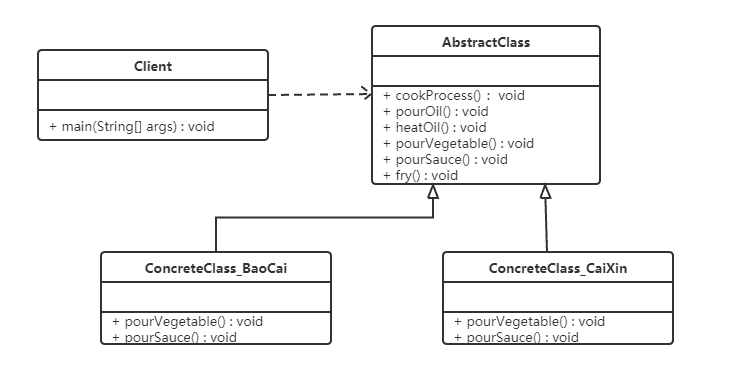 Client
+ main(String[] args) : void
AbstractClass
+ cookProcess() : void
+ pourOil() : void
+ heatOil() : void
+ pourVegetable() : void
+ pourSauce() : void
+ fry() : void
ConcreteClass_BaoCai
+ pourVegetable() : void
+ pourSauce() : void
ConcreteClass_CaiXin
+ pourVegetable() : void
+ pourSauce() : void